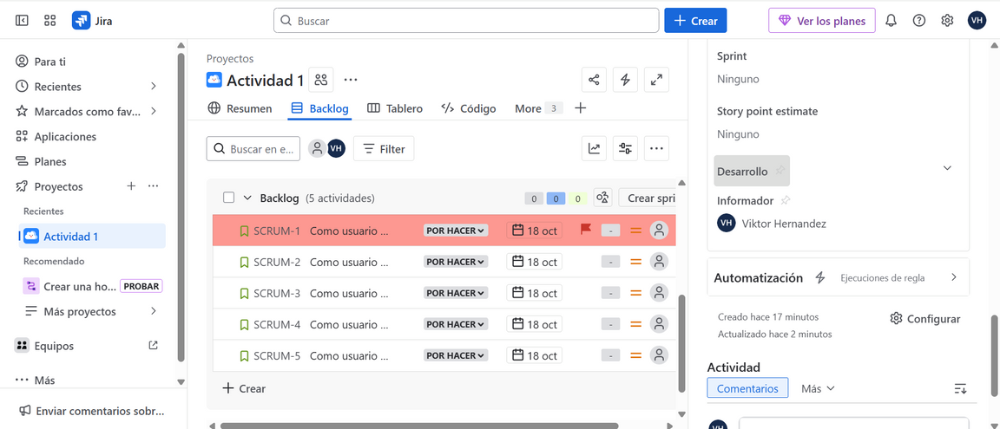 Jira
Buscar
Crear
Ver los planes
VH
Para ti
Recientes
Marcados como fav...
Aplicaciones
Planes
Proyectos
Recientes
Actividad 1
Recomendado
Crear una ho... PROBAR
Más proyectos
Equipos
Más
Enviar comentarios sobr...
Proyectos
Actividad 1
Resumen Backlog Tablero Código More 3
Buscar en e... VH Filter
Backlog (5 actividades) 0 0 0 Crear spri
SCRUM-1 Como usuario ... POR HACER 18 oct -
SCRUM-2 Como usuario ... POR HACER 18 oct -
SCRUM-3 Como usuario ... POR HACER 18 oct -
SCRUM-4 Como usuario ... POR HACER 18 oct -
SCRUM-5 Como usuario ... POR HACER 18 oct -
Crear
Sprint
Ninguno
Story point estimate
Ninguno
Desarrollo
Informador
VH Viktor Hernandez
Automatización Ejecuciones de regla
Creado hace 17 minutos
Configurar
Actualizado hace 2 minutos
Actividad
Comentarios Más
VH